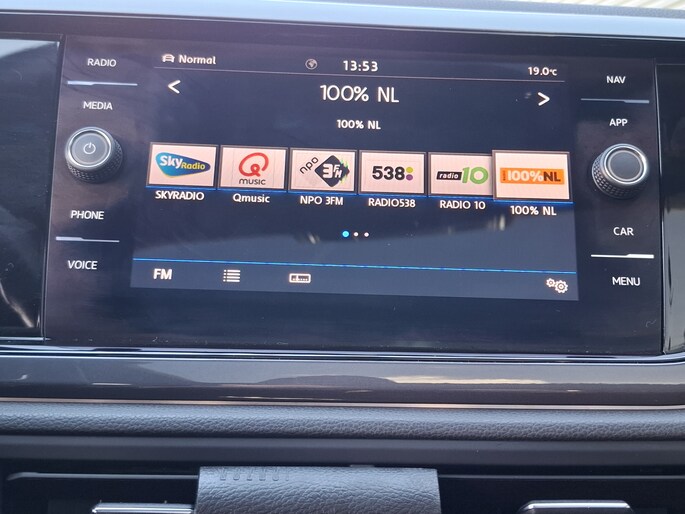 RADIO
MEDIA
PHONE
VOICE
Normal 13:53 19.0°C
100% NL
100% NL
Sky Radio
Q music
npo 3FM
538
radio 10
100%NL
SKYRADIO Qmusic NPO 3FM RADIO538 RADIO 10 100% NL
FM
NAV
APP
CAR
MENU